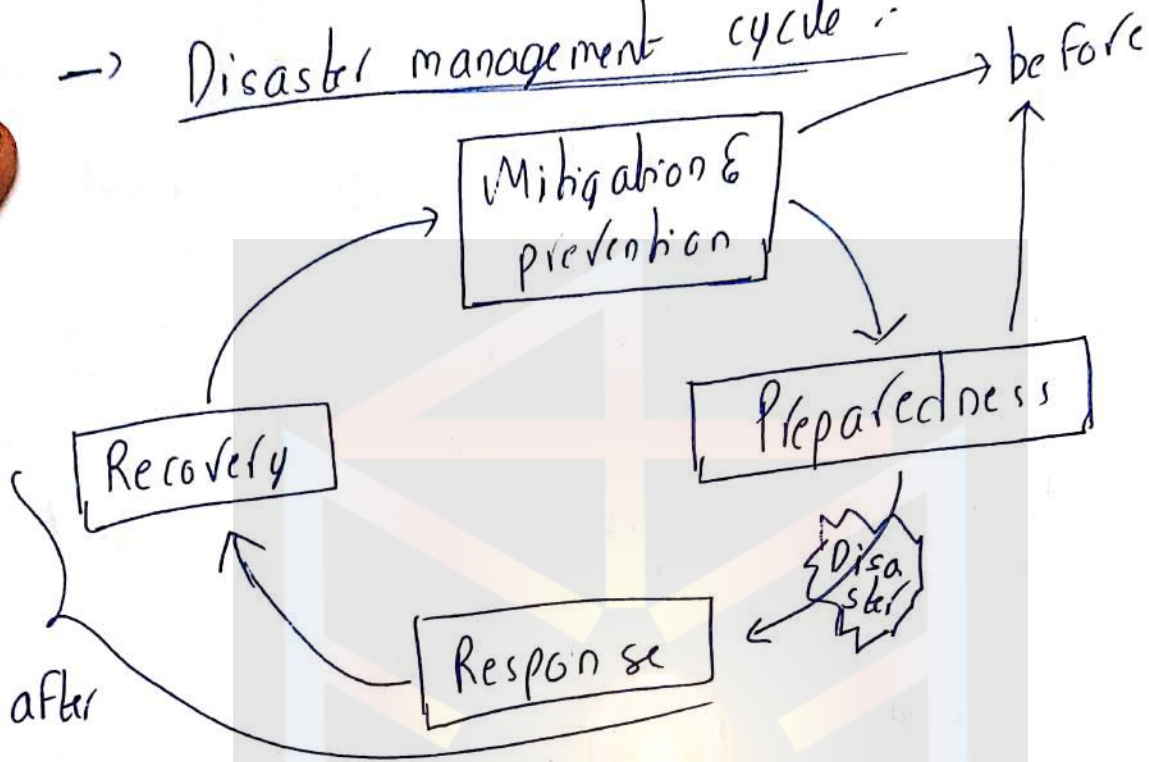 → Disaster management cycle :-
before
Mitigation &
prevention
Preparedness
Recovery
Disa
ster
Response
after